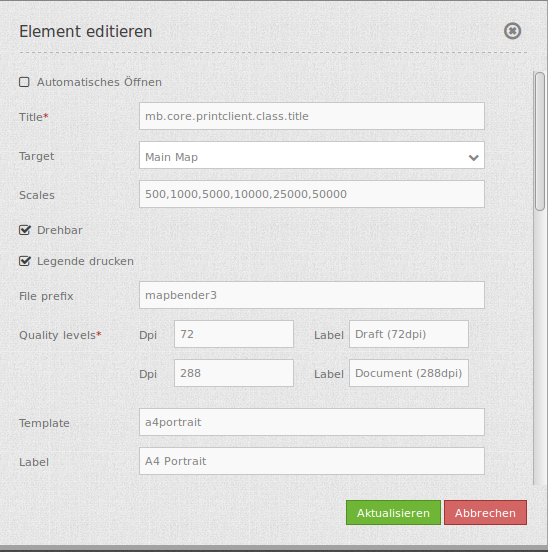 Element editieren
Automatisches Öffnen
Title* mb.core.printclient.class.title
Target Main Map
Scales 500,1000,5000,10000,25000,50000
Drehbar
Legende drucken
File prefix mapbender3
Quality levels* Dpi 72 Label Draft (72dpi)
Dpi 288 Label Document (288dpi)
Template a4portrait
Label A4 Portrait
Aktualisieren Abbrechen